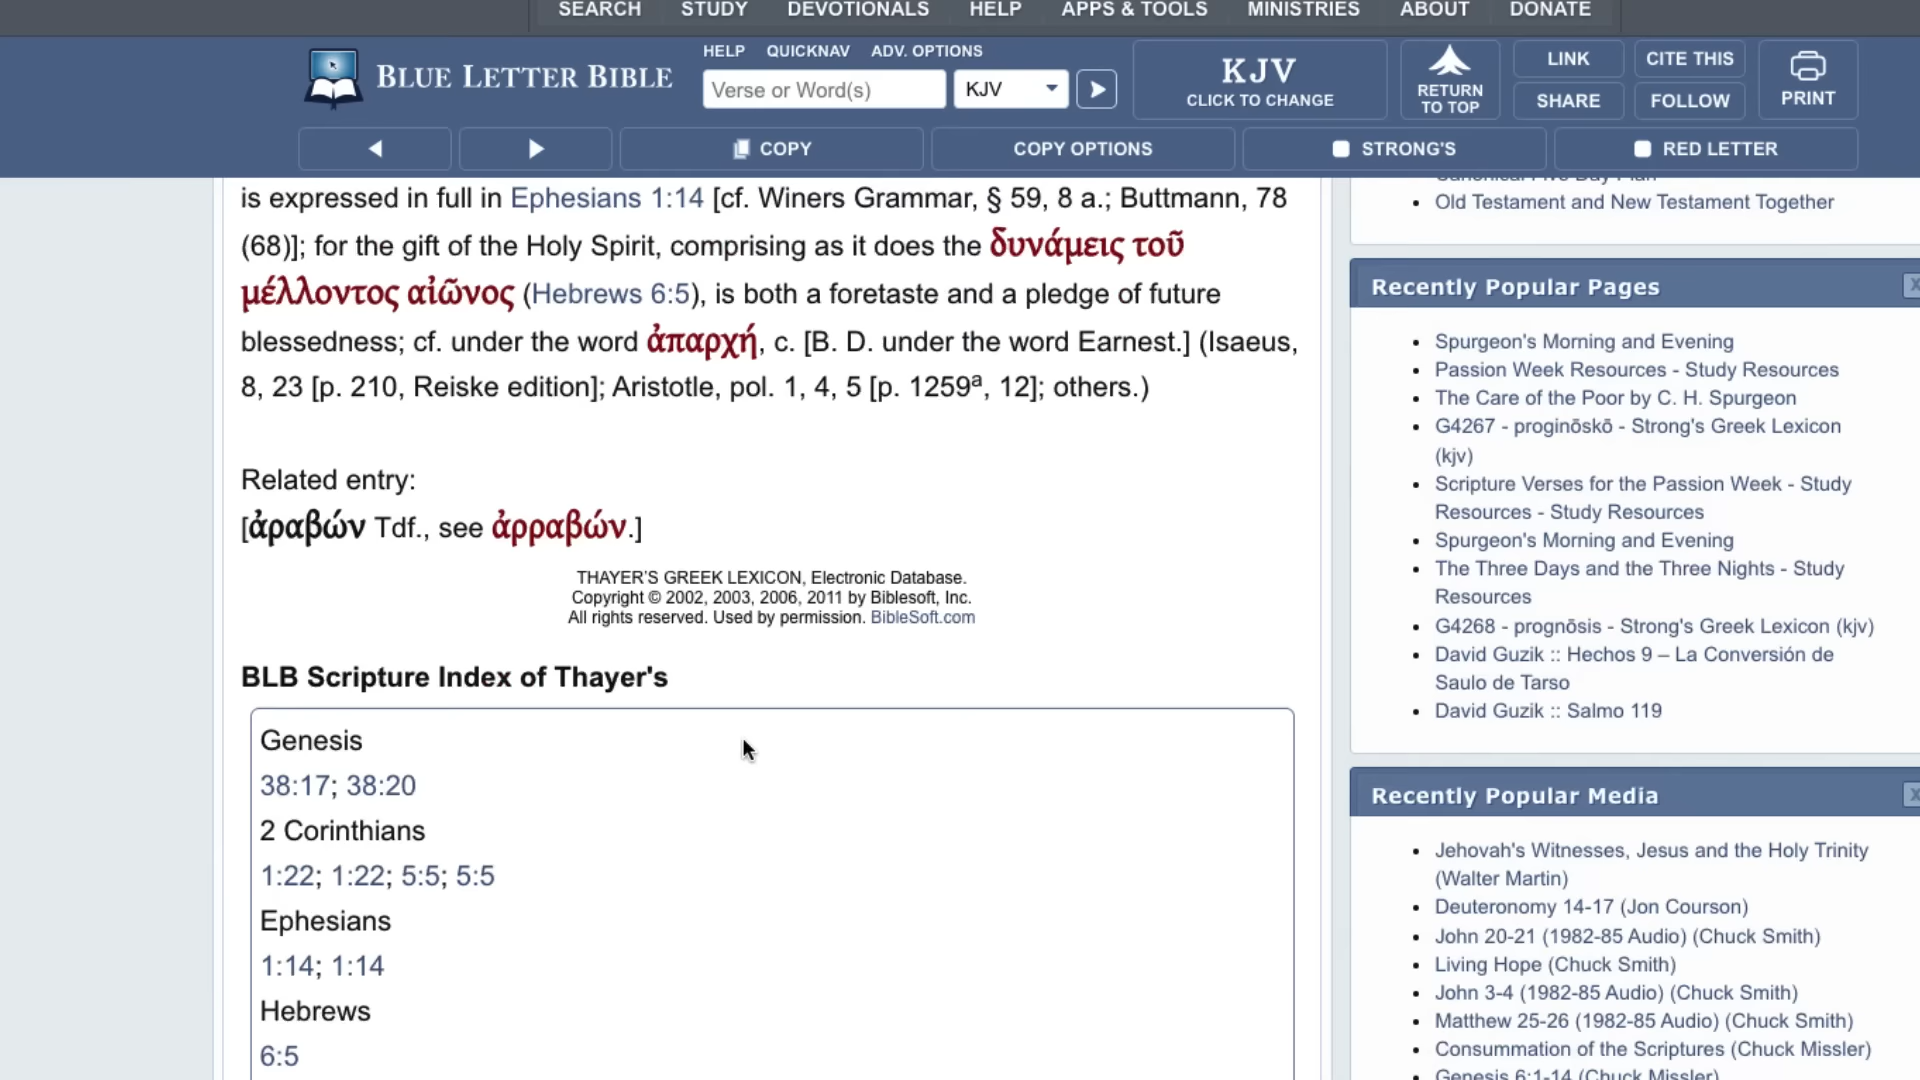 SEARCH STUDY DEVOTIONALS HELP APPS & TOOLS MINISTRIES ABOUT DONATE
BLUE LETTER BIBLE
HELP QUICKNAV ADV. OPTIONS
Verse or Word(s) KJV
KJV
CLICK TO CHANGE
RETURN
TO TOP
LINK CITE THIS
SHARE FOLLOW
PRINT
COPY COPY OPTIONS STRONG'S RED LETTER
is expressed in full in Ephesians 1:14 [cf. Winers Grammar, § 59, 8 a.; Buttmann, 78
(68)]; for the gift of the Holy Spirit, comprising as it does the δυνάμεις τοῦ
μέλλοντος αἰῶνος (Hebrews 6:5), is both a foretaste and a pledge of future
blessedness; cf. under the word ἀπαρχή, c. [B. D. under the word Earnest.] (Isaeus,
8, 23 [p. 210, Reiske edition]; Aristotle, pol. 1, 4, 5 [p. 1259ª, 12]; others.)
Related entry:
[ἀραβών Tdf., see ἀρραβών.]
THAYER'S GREEK LEXICON, Electronic Database.
Copyright © 2002, 2003, 2006, 2011 by Biblesoft, Inc.
All rights reserved. Used by permission. BibleSoft.com
BLB Scripture Index of Thayer's
Genesis
38:17; 38:20
2 Corinthians
1:22; 1:22; 5:5; 5:5
Ephesians
1:14; 1:14
Hebrews
6:5
Canonical Five Day Plan
Old Testament and New Testament Together
Recently Popular Pages
X
Spurgeon's Morning and Evening
Passion Week Resources - Study Resources
The Care of the Poor by C. H. Spurgeon
G4267 - proginōskō - Strong's Greek Lexicon
(kjv)
Scripture Verses for the Passion Week - Study
Resources - Study Resources
Spurgeon's Morning and Evening
The Three Days and the Three Nights - Study
Resources
G4268 - prognōsis - Strong's Greek Lexicon (kjv)
David Guzik :: Hechos 9 – La Conversión de
Saulo de Tarso
David Guzik :: Salmo 119
Recently Popular Media
X
Jehovah's Witnesses, Jesus and the Holy Trinity
(Walter Martin)
Deuteronomy 14-17 (Jon Courson)
John 20-21 (1982-85 Audio) (Chuck Smith)
Living Hope (Chuck Smith)
John 3-4 (1982-85 Audio) (Chuck Smith)
Matthew 25-26 (1982-85 Audio) (Chuck Smith)
Consummation of the Scriptures (Chuck Missler)
Genesis 6:1-14 (Chuck Missler)